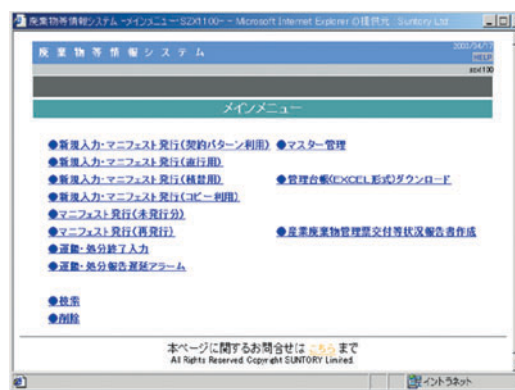 廃棄物等情報システム -メインメニュー-SZX1100- - Microsoft Internet Explorer の提供元 Suntory Ltd
廃棄物等情報システム
HELP
szx1100
メインメニュー
●新規入力・マニフェスト発行(契約パターン利用)
●新規入力・マニフェスト発行(直行用)
●新規入力・マニフェスト発行(積替用)
●新規入力・マニフェスト発行(コピー利用)
●マニフェスト発行(未発行分)
●マニフェスト発行(再発行)
●運搬・処分終了入力
●運搬・処分報告遅延アラーム
●検索
●削除
●マスター管理
●管理台帳(EXCEL形式)ダウンロード
●産業廃棄物管理票交付等状況報告書作成
本ページに関するお問合せは こちら まで
All Rights Reserved. Copyright SUNTORY Limited.
イントラネット